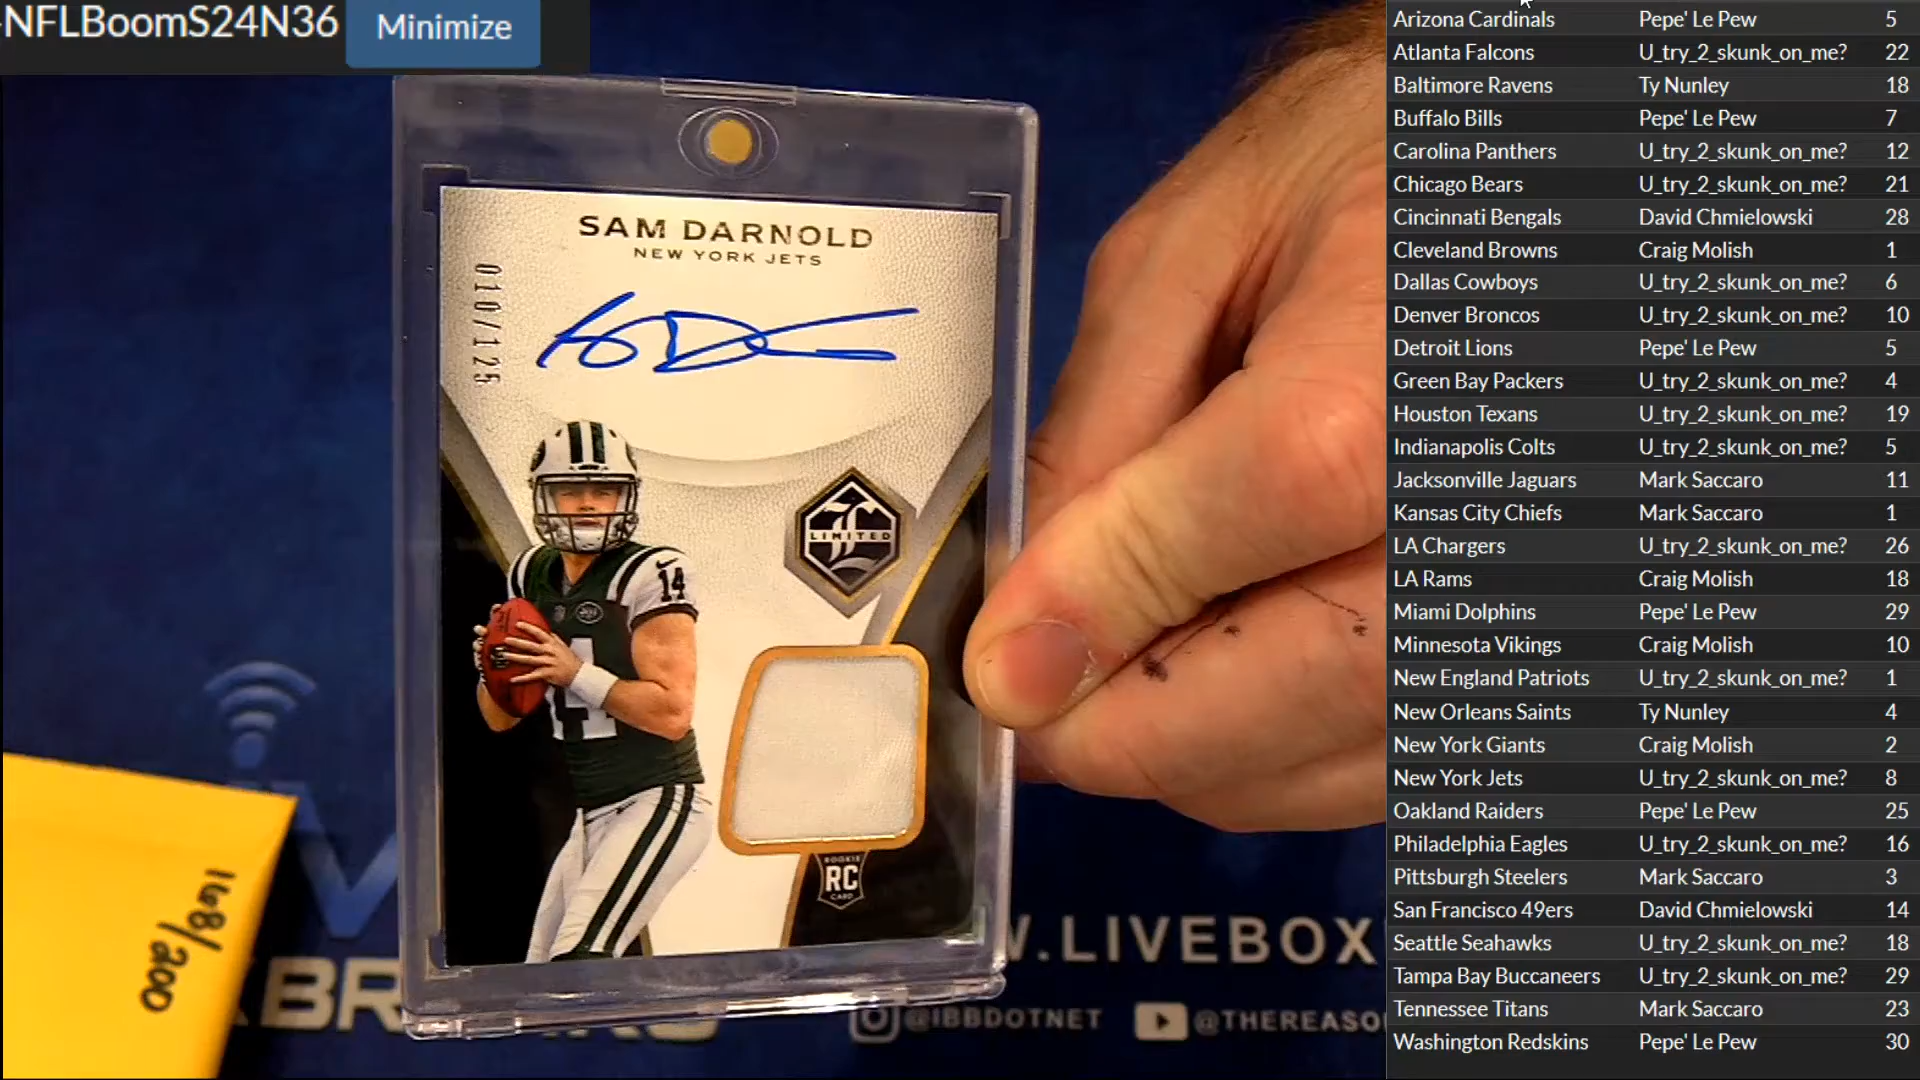 -NFLBoomS24N36
Minimize
SAM DARNOLD
NEW YORK JETS
010/125
LIMITED
14
14
ROOKIE
RC
CARD
168/200
W.LIVEBOX
@IBBDOTNET
@THEREASO
Arizona Cardinals Pepe' Le Pew 5
Atlanta Falcons U_try_2_skunk_on_me? 22
Baltimore Ravens Ty Nunley 18
Buffalo Bills Pepe' Le Pew 7
Carolina Panthers U_try_2_skunk_on_me? 12
Chicago Bears U_try_2_skunk_on_me? 21
Cincinnati Bengals David Chmielowski 28
Cleveland Browns Craig Molish 1
Dallas Cowboys U_try_2_skunk_on_me? 6
Denver Broncos U_try_2_skunk_on_me? 10
Detroit Lions Pepe' Le Pew 5
Green Bay Packers U_try_2_skunk_on_me? 4
Houston Texans U_try_2_skunk_on_me? 19
Indianapolis Colts U_try_2_skunk_on_me? 5
Jacksonville Jaguars Mark Saccaro 11
Kansas City Chiefs Mark Saccaro 1
LA Chargers U_try_2_skunk_on_me? 26
LA Rams Craig Molish 18
Miami Dolphins Pepe' Le Pew 29
Minnesota Vikings Craig Molish 10
New England Patriots U_try_2_skunk_on_me? 1
New Orleans Saints Ty Nunley 4
New York Giants Craig Molish 2
New York Jets U_try_2_skunk_on_me? 8
Oakland Raiders Pepe' Le Pew 25
Philadelphia Eagles U_try_2_skunk_on_me? 16
Pittsburgh Steelers Mark Saccaro 3
San Francisco 49ers David Chmielowski 14
Seattle Seahawks U_try_2_skunk_on_me? 18
Tampa Bay Buccaneers U_try_2_skunk_on_me? 29
Tennessee Titans Mark Saccaro 23
Washington Redskins Pepe' Le Pew 30